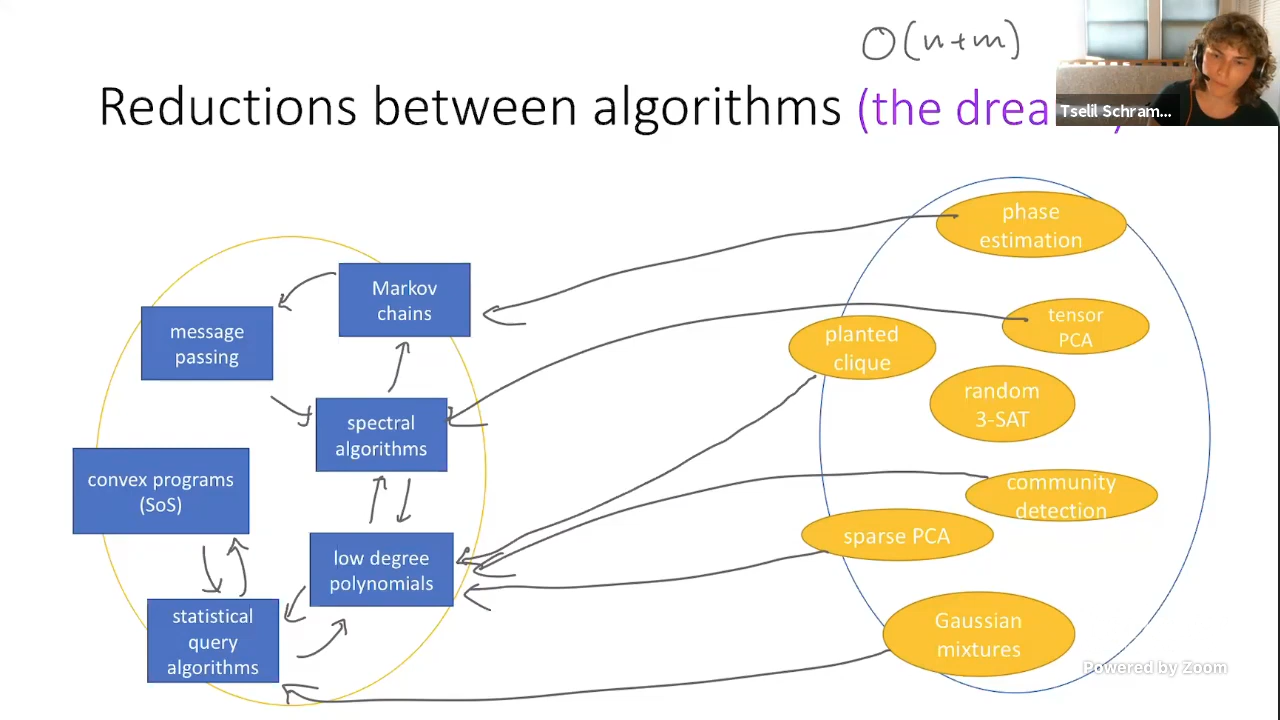 O(n+m)
Reductions between algorithms (the drea
Tselil Schram...
phase
estimation
Markov
chains
message
passing
tensor
PCA
planted
clique
random
3-SAT
spectral
algorithms
convex programs
(SoS)
community
detection
sparse PCA
low degree
polynomials
statistical
query
algorithms
Gaussian
mixtures
Powered by Zoom